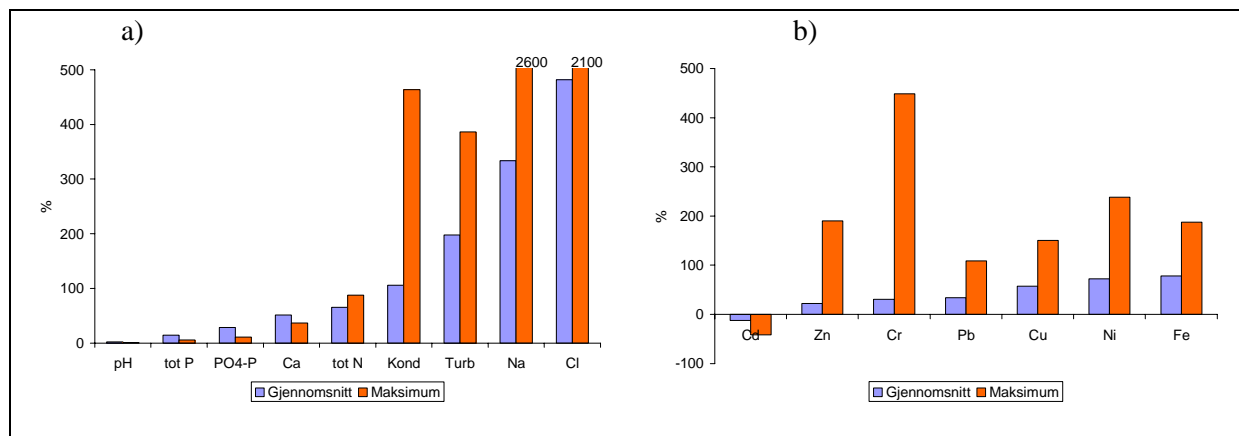 a)
2600 2100
500
400
300
200
100
0
%
pH tot P PO4-P Ca tot N Kond Turb Na Cl
Gjennomsnitt Maksimum
b)
500
400
300
200
100
0
-100
%
Cd Zn Cr Pb Cu Ni Fe
Gjennomsnitt Maksimum